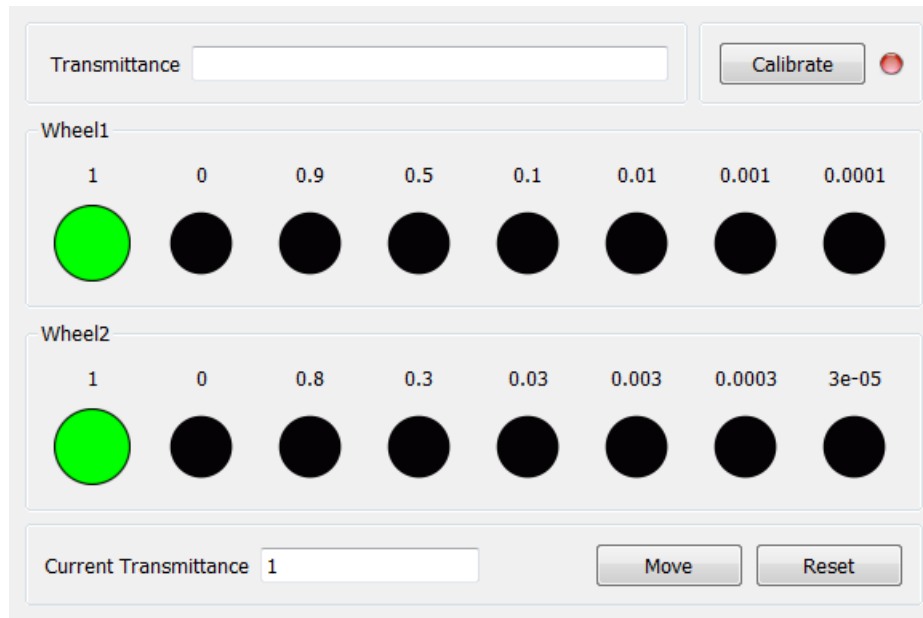 Transmittance Calibrate
Wheel1
1 0 0.9 0.5 0.1 0.01 0.001 0.0001
Wheel2
1 0 0.8 0.3 0.03 0.003 0.0003 3e-05
Current Transmittance 1 Move Reset